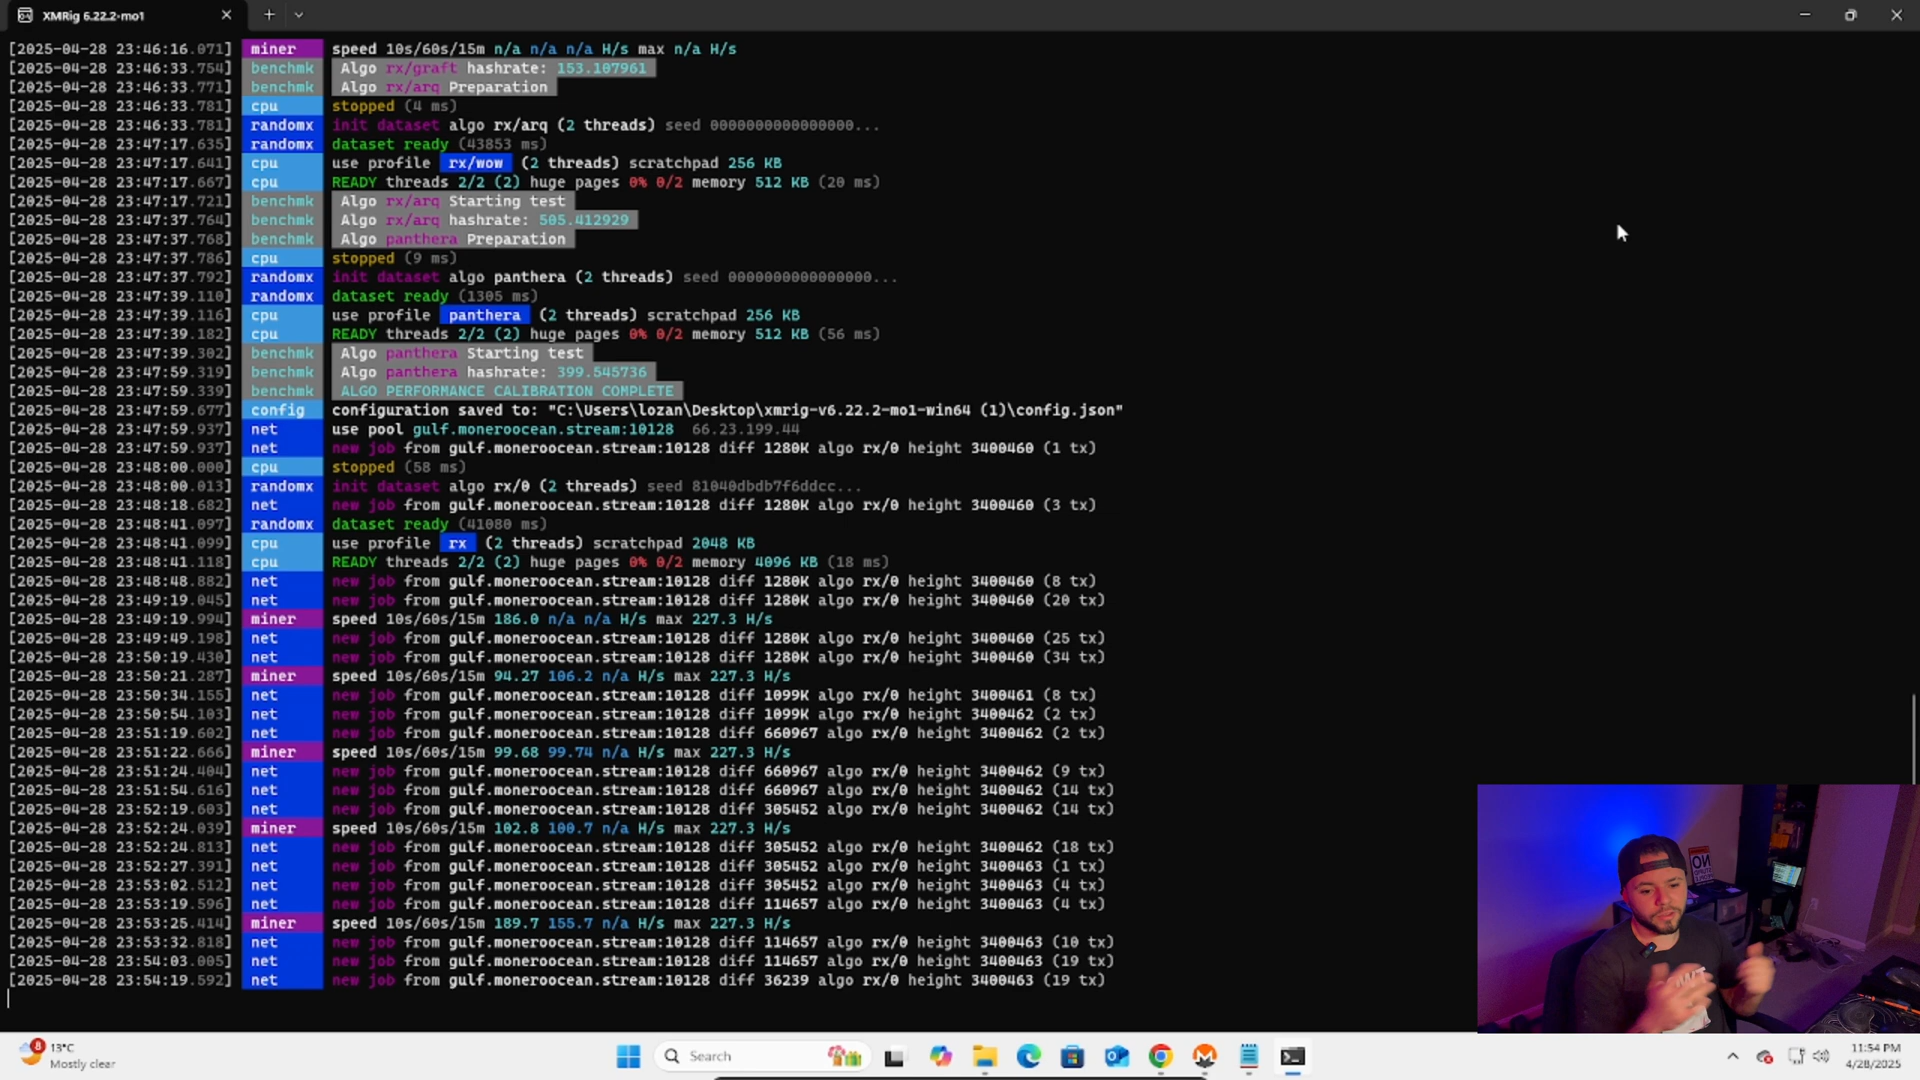 XMRig 6.22.2-mo1
[2025-04-28 23:46:16.071] miner speed 10s/60s/15m n/a n/a n/a H/s max n/a H/s
[2025-04-28 23:46:33.754] benchmk Algo rx/graft hashrate: 153.107961
[2025-04-28 23:46:33.771] benchmk Algo rx/arq Preparation
[2025-04-28 23:46:33.781] cpu stopped (4 ms)
[2025-04-28 23:46:33.781] randomx init dataset algo rx/arq (2 threads) seed 0000000000000000...
[2025-04-28 23:47:17.635] randomx dataset ready (43853 ms)
[2025-04-28 23:47:17.641] cpu use profile rx/wow (2 threads) scratchpad 256 KB
[2025-04-28 23:47:17.667] cpu READY threads 2/2 (2) huge pages 0% 0/2 memory 512 KB (20 ms)
[2025-04-28 23:47:17.721] benchmk Algo rx/arq Starting test
[2025-04-28 23:47:37.764] benchmk Algo rx/arq hashrate: 505.412929
[2025-04-28 23:47:37.768] benchmk Algo panthera Preparation
[2025-04-28 23:47:37.786] cpu stopped (9 ms)
[2025-04-28 23:47:37.792] randomx init dataset algo panthera (2 threads) seed 0000000000000000...
[2025-04-28 23:47:39.110] randomx dataset ready (1305 ms)
[2025-04-28 23:47:39.116] cpu use profile panthera (2 threads) scratchpad 256 KB
[2025-04-28 23:47:39.182] cpu READY threads 2/2 (2) huge pages 0% 0/2 memory 512 KB (56 ms)
[2025-04-28 23:47:39.302] benchmk Algo panthera Starting test
[2025-04-28 23:47:59.319] benchmk Algo panthera hashrate: 399.545736
[2025-04-28 23:47:59.339] benchmk ALGO PERFORMANCE CALIBRATION COMPLETE
[2025-04-28 23:47:59.677] config configuration saved to: "C:\Users\lozan\Desktop\xmrig-v6.22.2-mo1-win64 (1)\config.json"
[2025-04-28 23:47:59.937] net use pool gulf.moneroocean.stream:10128 66.23.199.44
[2025-04-28 23:47:59.937] net new job from gulf.moneroocean.stream:10128 diff 1280K algo rx/0 height 3400460 (1 tx)
[2025-04-28 23:48:00.000] cpu stopped (58 ms)
[2025-04-28 23:48:00.013] randomx init dataset algo rx/0 (2 threads) seed 81040dbdb7f6ddcc...
[2025-04-28 23:48:18.682] net new job from gulf.moneroocean.stream:10128 diff 1280K algo rx/0 height 3400460 (3 tx)
[2025-04-28 23:48:41.097] randomx dataset ready (41080 ms)
[2025-04-28 23:48:41.099] cpu use profile rx (2 threads) scratchpad 2048 KB
[2025-04-28 23:48:41.118] cpu READY threads 2/2 (2) huge pages 0% 0/2 memory 4096 KB (18 ms)
[2025-04-28 23:48:48.882] net new job from gulf.moneroocean.stream:10128 diff 1280K algo rx/0 height 3400460 (8 tx)
[2025-04-28 23:49:19.045] net new job from gulf.moneroocean.stream:10128 diff 1280K algo rx/0 height 3400460 (20 tx)
[2025-04-28 23:49:19.994] miner speed 10s/60s/15m 186.0 n/a n/a H/s max 227.3 H/s
[2025-04-28 23:49:49.198] net new job from gulf.moneroocean.stream:10128 diff 1280K algo rx/0 height 3400460 (25 tx)
[2025-04-28 23:50:19.430] net new job from gulf.moneroocean.stream:10128 diff 1280K algo rx/0 height 3400460 (34 tx)
[2025-04-28 23:50:21.287] miner speed 10s/60s/15m 94.27 106.2 n/a H/s max 227.3 H/s
[2025-04-28 23:50:34.155] net new job from gulf.moneroocean.stream:10128 diff 1099K algo rx/0 height 3400461 (8 tx)
[2025-04-28 23:50:54.103] net new job from gulf.moneroocean.stream:10128 diff 1099K algo rx/0 height 3400462 (2 tx)
[2025-04-28 23:51:19.602] net new job from gulf.moneroocean.stream:10128 diff 660967 algo rx/0 height 3400462 (2 tx)
[2025-04-28 23:51:22.666] miner speed 10s/60s/15m 99.68 99.74 n/a H/s max 227.3 H/s
[2025-04-28 23:51:24.404] net new job from gulf.moneroocean.stream:10128 diff 660967 algo rx/0 height 3400462 (9 tx)
[2025-04-28 23:51:54.616] net new job from gulf.moneroocean.stream:10128 diff 660967 algo rx/0 height 3400462 (14 tx)
[2025-04-28 23:52:19.603] net new job from gulf.moneroocean.stream:10128 diff 305452 algo rx/0 height 3400462 (14 tx)
[2025-04-28 23:52:24.039] miner speed 10s/60s/15m 102.8 100.7 n/a H/s max 227.3 H/s
[2025-04-28 23:52:24.813] net new job from gulf.moneroocean.stream:10128 diff 305452 algo rx/0 height 3400462 (18 tx)
[2025-04-28 23:52:27.391] net new job from gulf.moneroocean.stream:10128 diff 305452 algo rx/0 height 3400463 (1 tx)
[2025-04-28 23:53:02.512] net new job from gulf.moneroocean.stream:10128 diff 305452 algo rx/0 height 3400463 (4 tx)
[2025-04-28 23:53:19.596] net new job from gulf.moneroocean.stream:10128 diff 114657 algo rx/0 height 3400463 (4 tx)
[2025-04-28 23:53:25.414] miner speed 10s/60s/15m 189.7 155.7 n/a H/s max 227.3 H/s
[2025-04-28 23:53:32.818] net new job from gulf.moneroocean.stream:10128 diff 114657 algo rx/0 height 3400463 (10 tx)
[2025-04-28 23:54:03.005] net new job from gulf.moneroocean.stream:10128 diff 114657 algo rx/0 height 3400463 (19 tx)
[2025-04-28 23:54:19.592] net new job from gulf.moneroocean.stream:10128 diff 36239 algo rx/0 height 3400463 (19 tx)
8
13°C
Mostly clear
Search
11:54 PM
4/28/2025